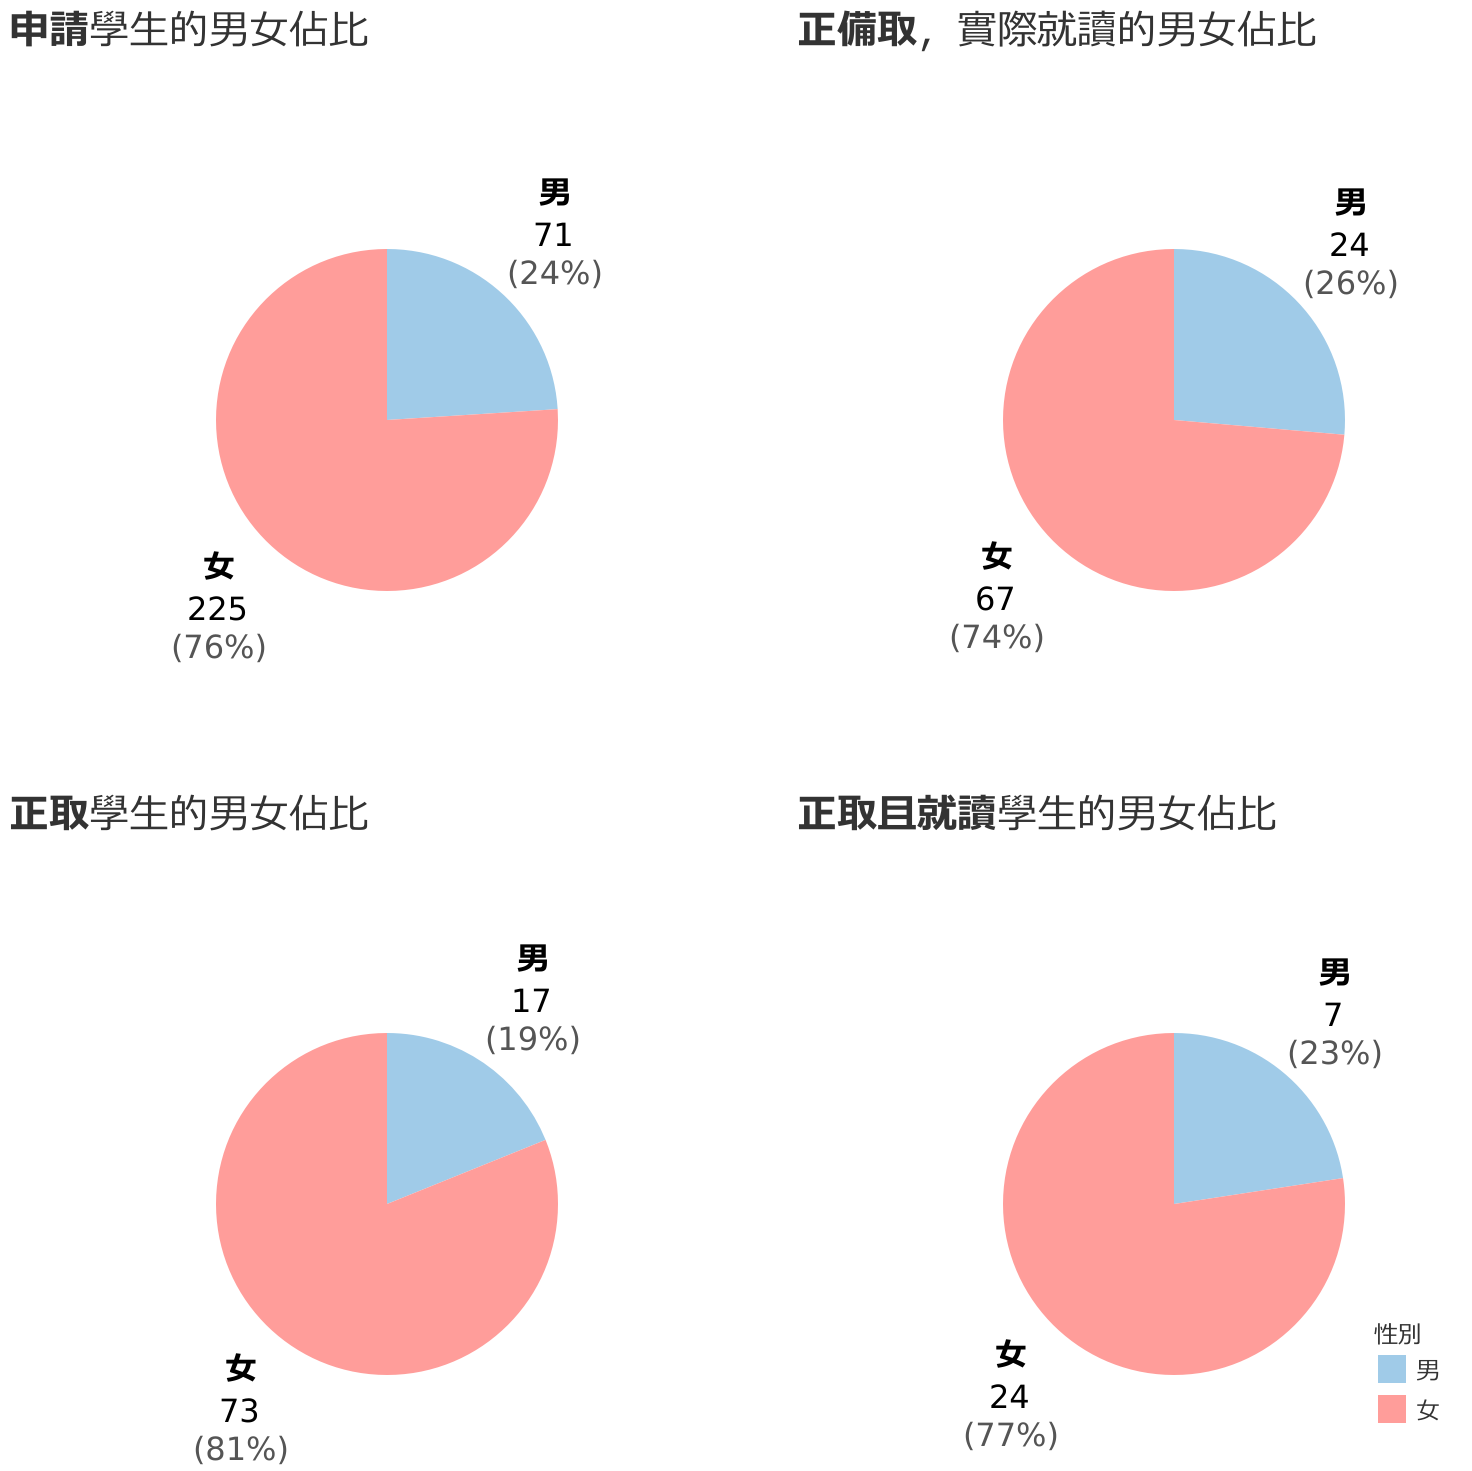 申請學生的男女佔比
男
71
(24%)
女
225
(76%)
正備取，實際就讀的男女佔比
男
24
(26%)
女
67
(74%)
正取學生的男女佔比
男
17
(19%)
女
73
(81%)
正取且就讀學生的男女佔比
男
7
(23%)
女
24
(77%)
性別
男
女